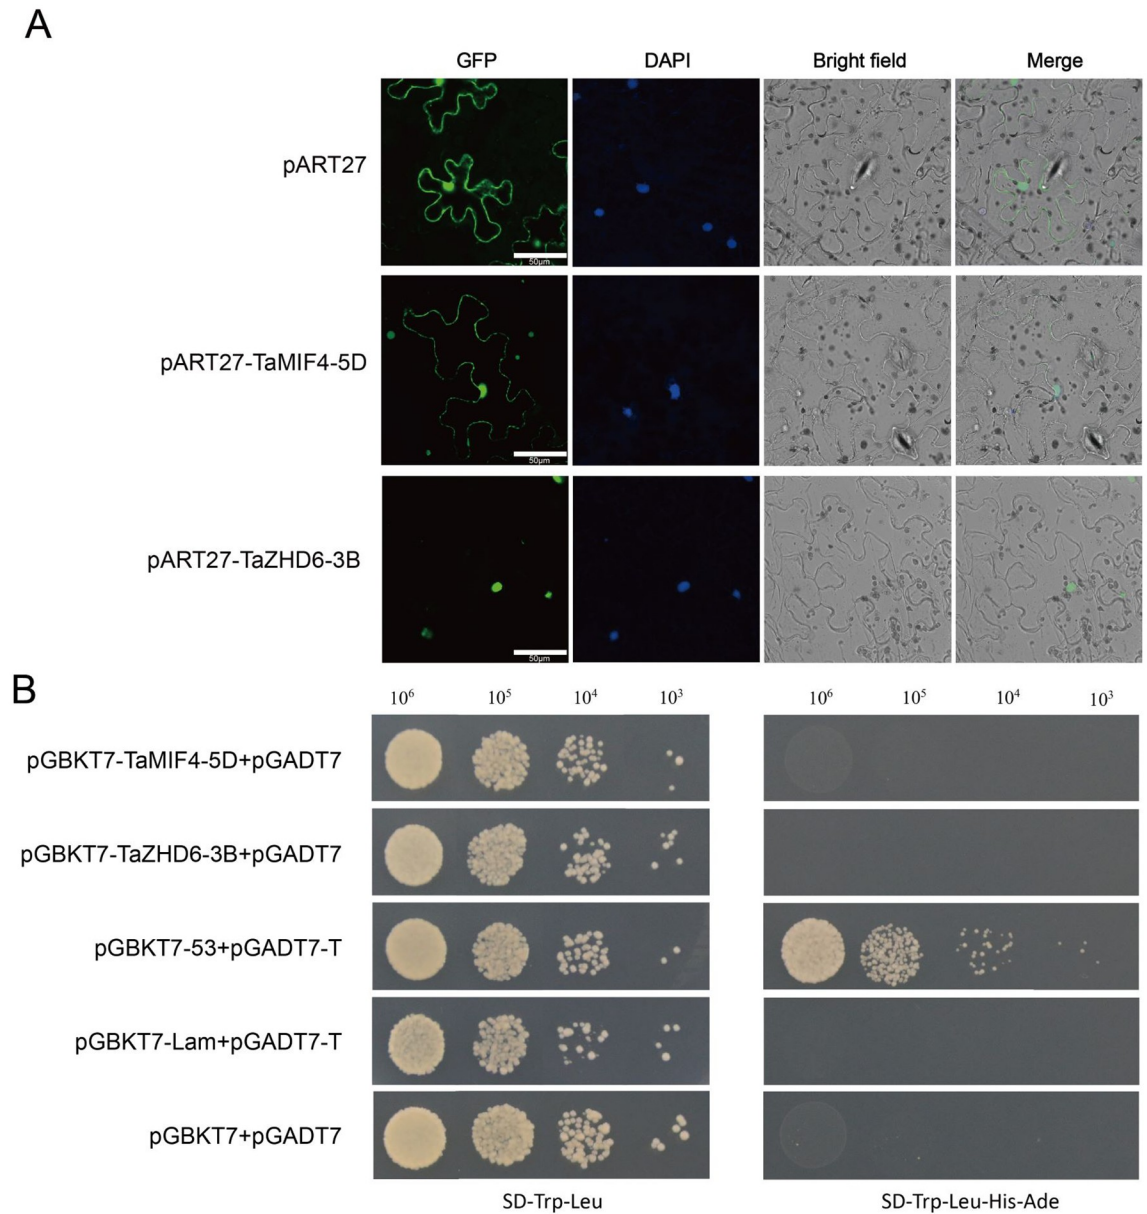 A
GFP DAPI Bright field Merge
pART27
50μm
pART27-TaMIF4-5D
50μm
pART27-TaZHD6-3B
50μm
B
10⁶ 10⁵ 10⁴ 10³ 10⁶ 10⁵ 10⁴ 10³
pGBKT7-TaMIF4-5D+pGADT7
pGBKT7-TaZHD6-3B+pGADT7
pGBKT7-53+pGADT7-T
pGBKT7-Lam+pGADT7-T
pGBKT7+pGADT7
SD-Trp-Leu SD-Trp-Leu-His-Ade